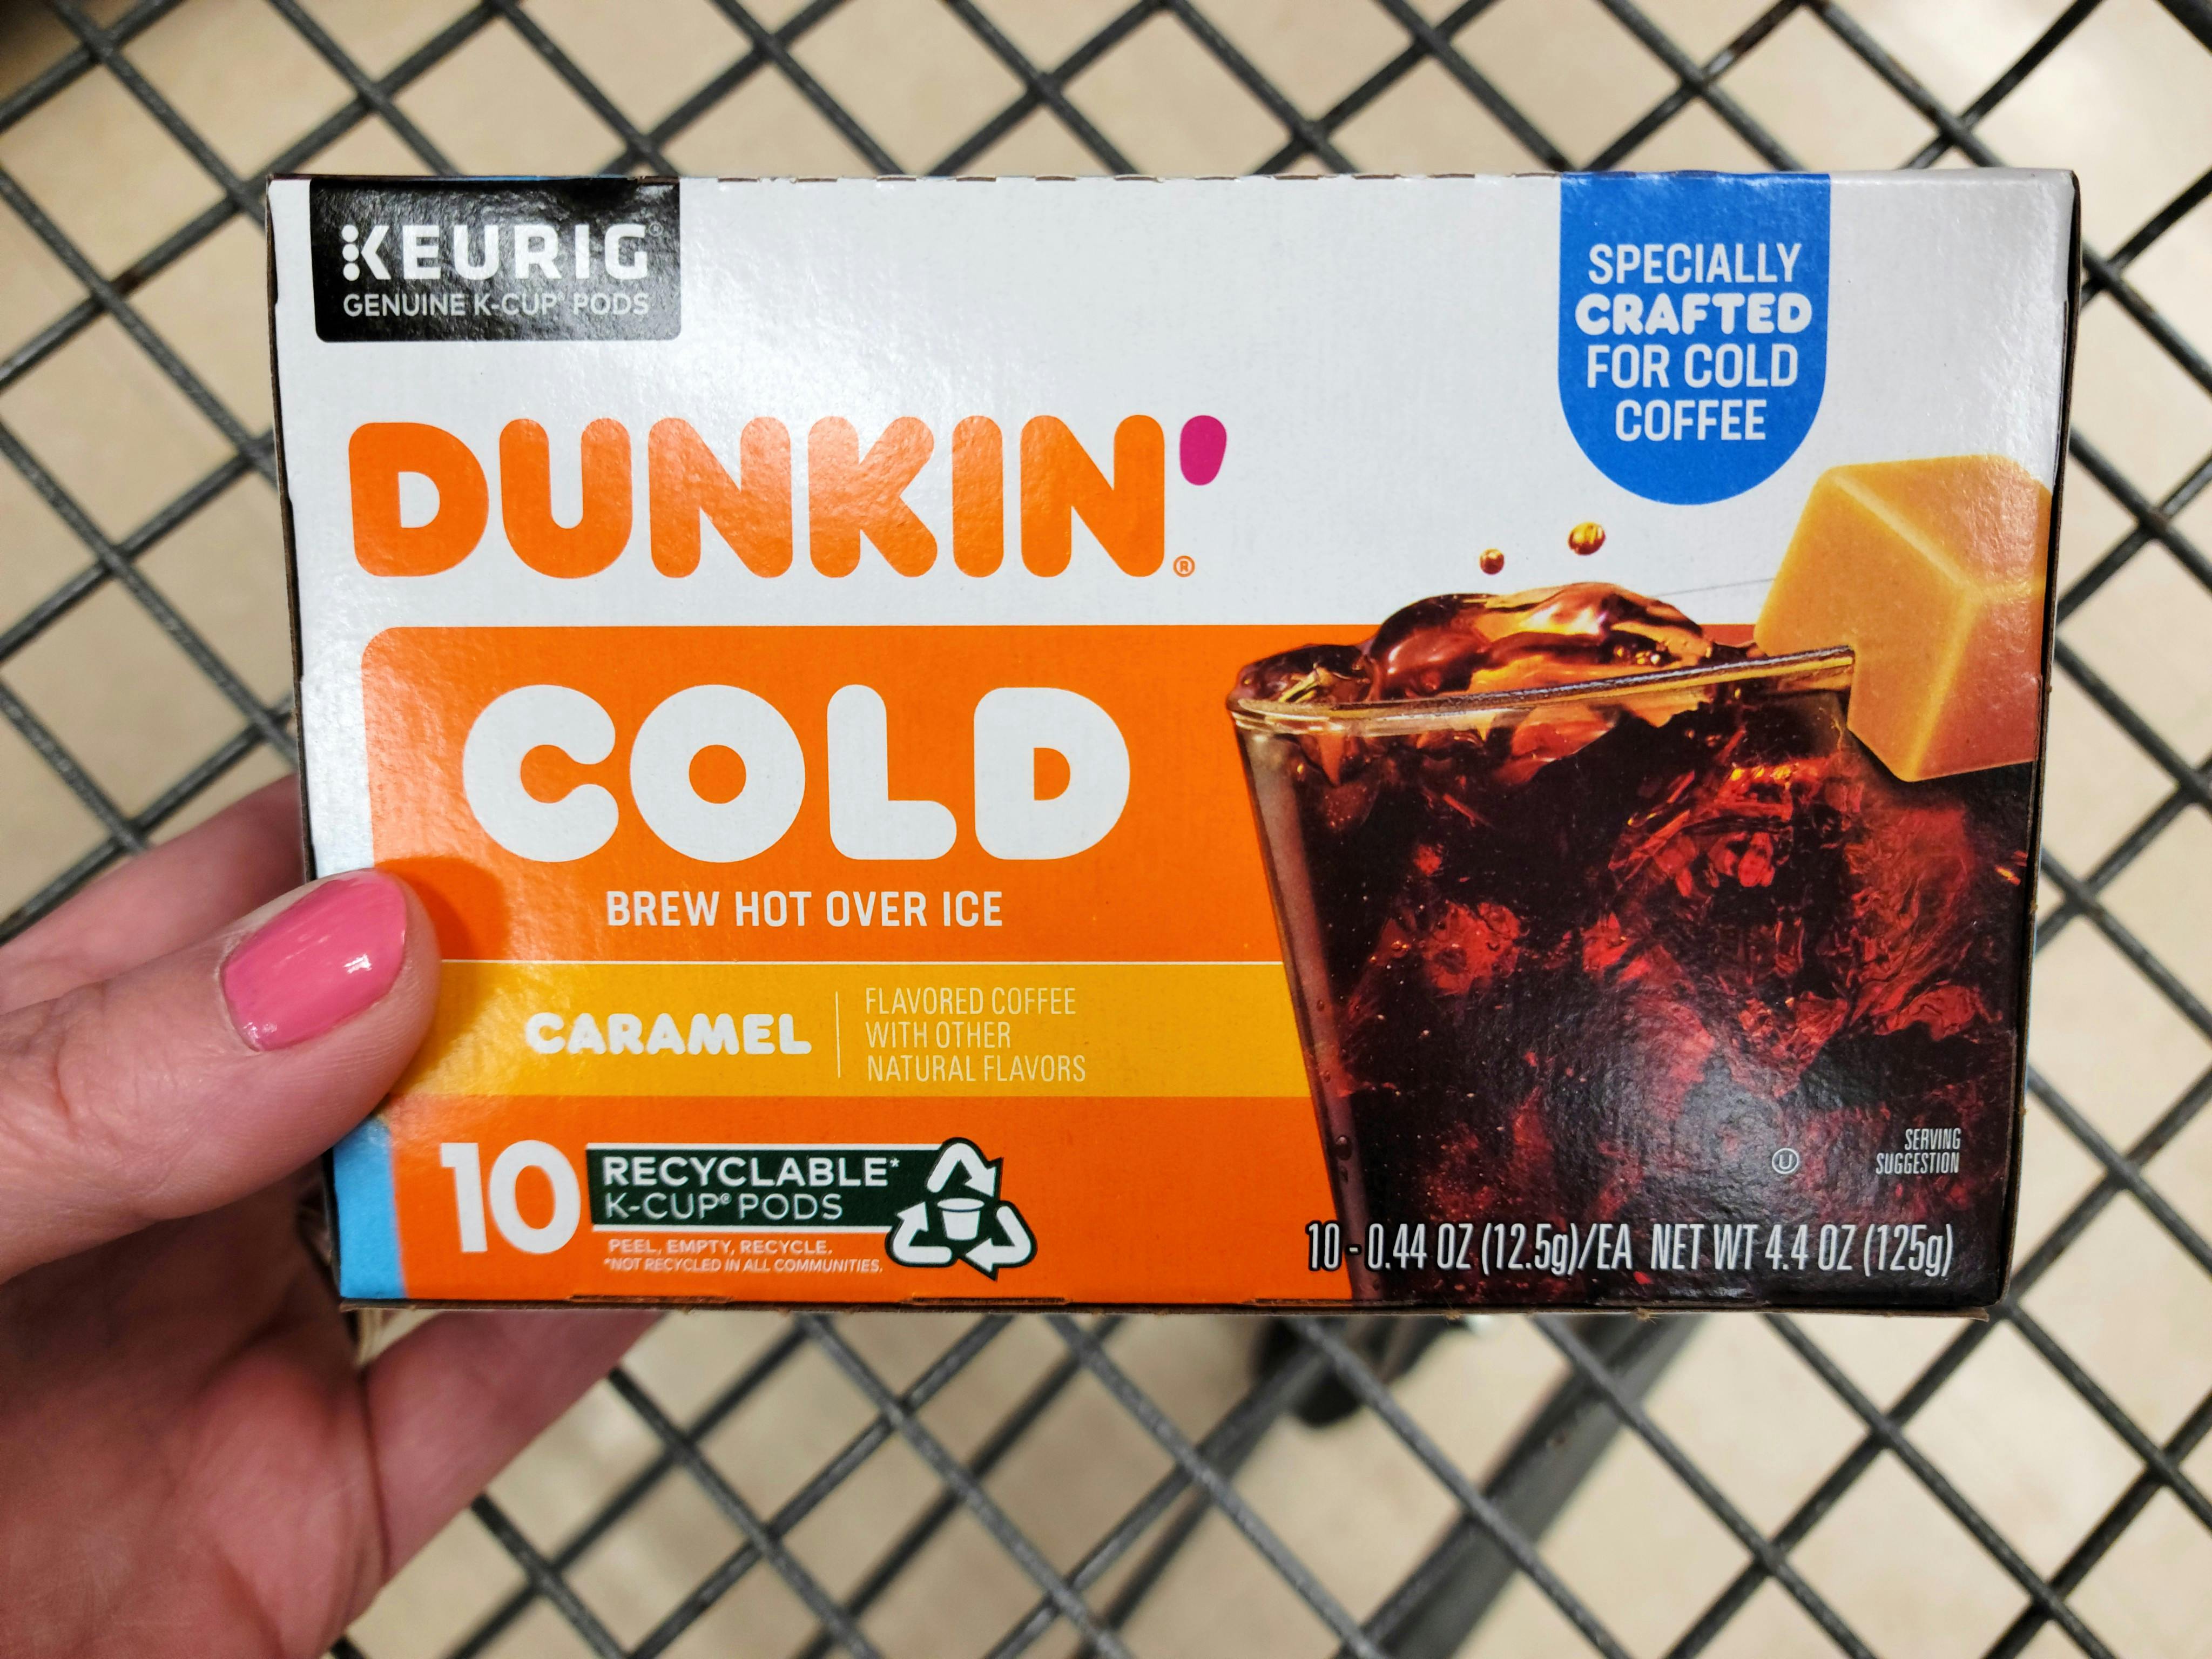 KEURIG®
GENUINE K-CUP® PODS
SPECIALLY
CRAFTED
FOR COLD
COFFEE
DUNKIN'®
COLD
BREW HOT OVER ICE
CARAMEL
FLAVORED COFFEE
WITH OTHER
NATURAL FLAVORS
10
RECYCLABLE*
K-CUP® PODS
PEEL, EMPTY, RECYCLE.
*NOT RECYCLED IN ALL COMMUNITIES.
U
SERVING
SUGGESTION
10 - 0.44 OZ (12.5g)/EA NET WT 4.4 OZ (125g)